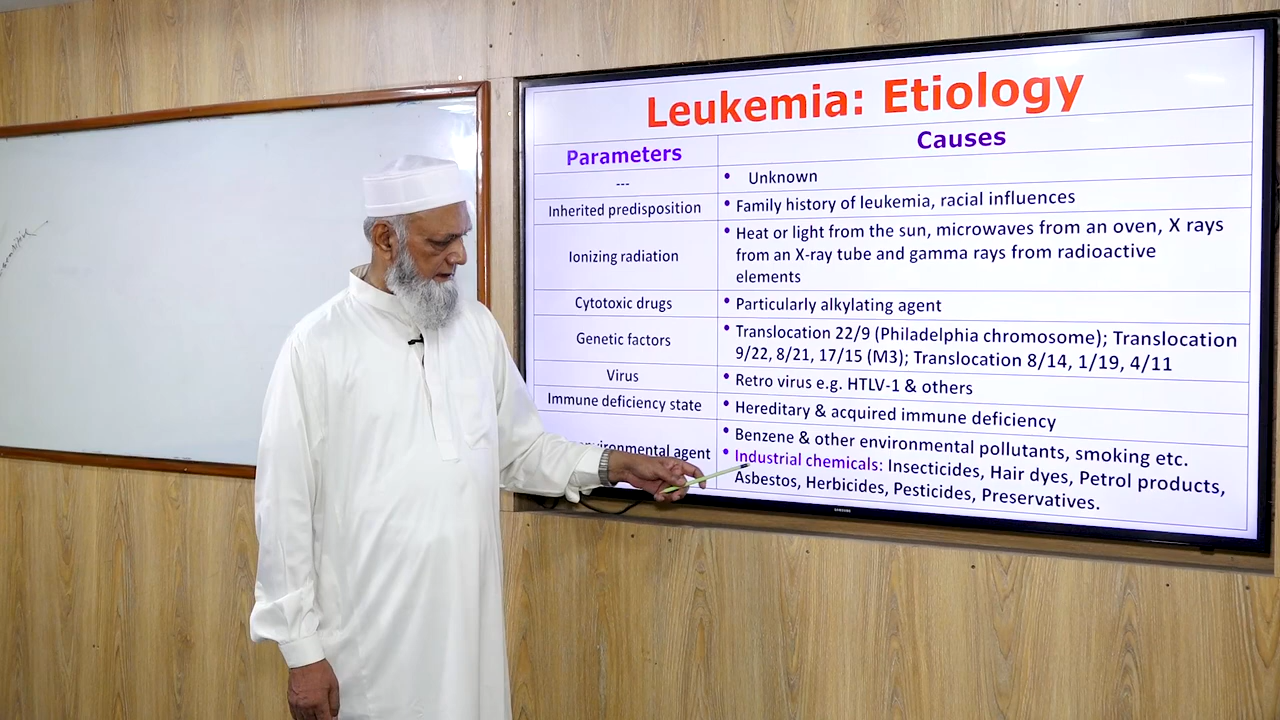 Leukemia: Etiology
Parameters
Causes
---
• Unknown
Inherited predisposition
• Family history of leukemia, racial influences
Ionizing radiation
• Heat or light from the sun, microwaves from an oven, X rays
from an X-ray tube and gamma rays from radioactive
elements
Cytotoxic drugs
• Particularly alkylating agent
Genetic factors
• Translocation 22/9 (Philadelphia chromosome); Translocation
9/22, 8/21, 17/15 (M3); Translocation 8/14, 1/19, 4/11
Virus
• Retro virus e.g. HTLV-1 & others
Immune deficiency state
• Hereditary & acquired immune deficiency
environmental agent
• Benzene & other environmental pollutants, smoking etc.
• Industrial chemicals: Insecticides, Hair dyes, Petrol products,
Asbestos, Herbicides, Pesticides, Preservatives.
SAMSUNG